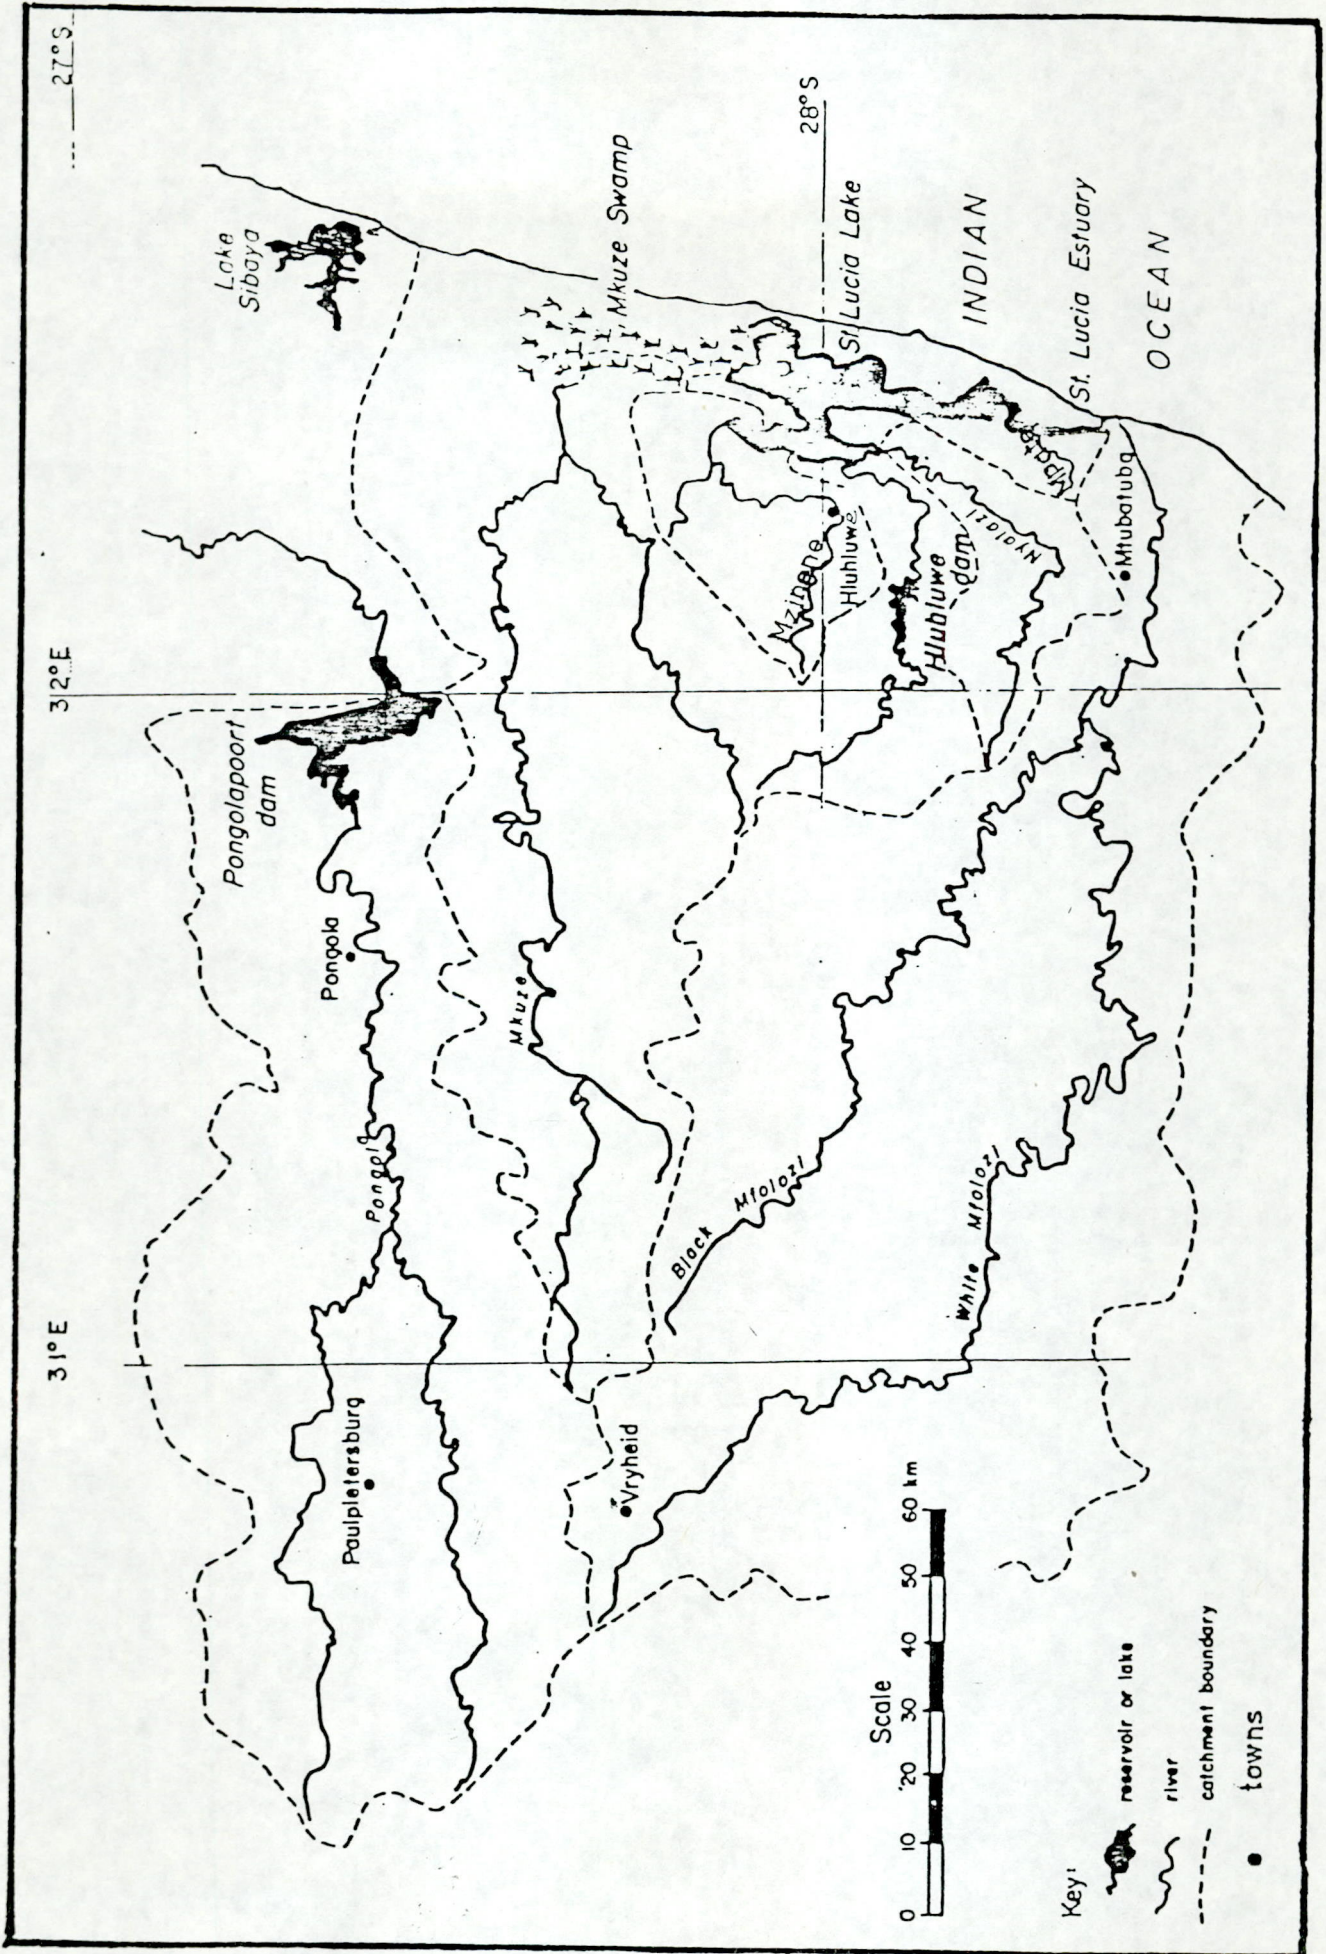 31°E
32°E
27°S
Lake
Sibaya
Pongolapoort
dam
Pongola
Pongola
Paulpietersburg
Mkuze
Mkuze Swamp
Vryheid
Black Mfolozi
White Mfolozi
28°S
St. Lucia Lake
Mzinene
Hluhluwe
Hluhluwe
dam
Nyalazi
Mpate
INDIAN
OCEAN
St. Lucia Estuary
Mtubatuba
Scale
0 10 20 30 40 50 60 km
Key:
reservoir or lake
river
catchment boundary
towns